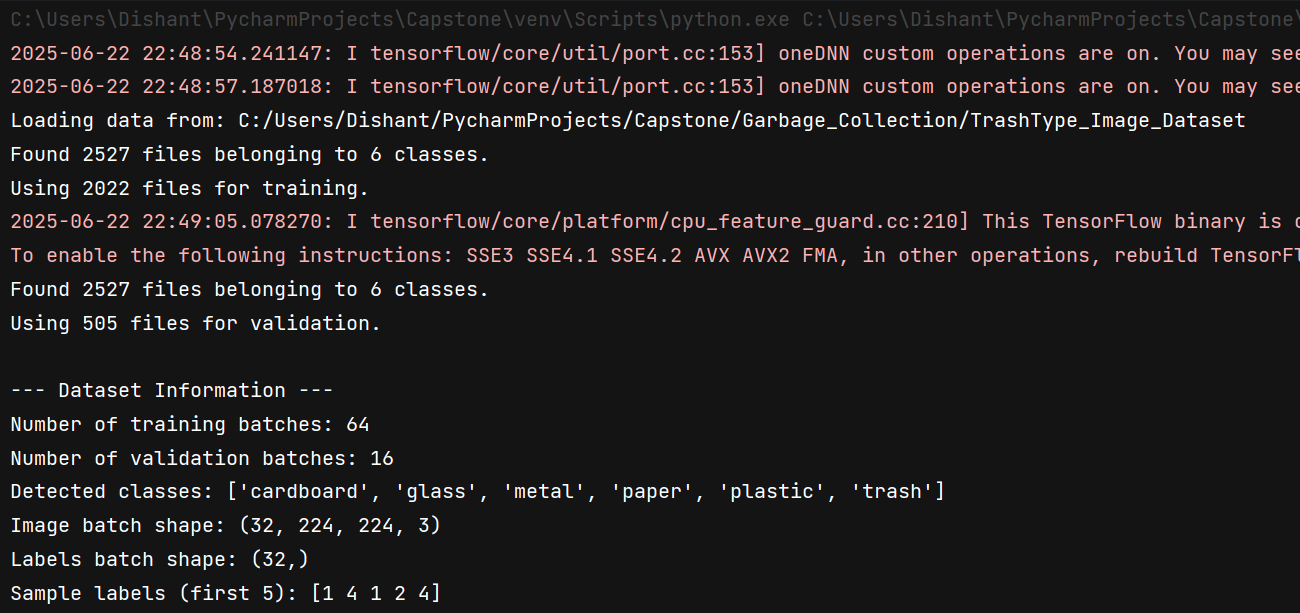 C:\Users\Dishant\PycharmProjects\Capstone\venv\Scripts\python.exe C:\Users\Dishant\PycharmProjects\Capstone\
2025-06-22 22:48:54.241147: I tensorflow/core/util/port.cc:153] oneDNN custom operations are on. You may see
2025-06-22 22:48:57.187018: I tensorflow/core/util/port.cc:153] oneDNN custom operations are on. You may see
Loading data from: C:/Users/Dishant/PycharmProjects/Capstone/Garbage_Collection/TrashType_Image_Dataset
Found 2527 files belonging to 6 classes.
Using 2022 files for training.
2025-06-22 22:49:05.078270: I tensorflow/core/platform/cpu_feature_guard.cc:210] This TensorFlow binary is
To enable the following instructions: SSE3 SSE4.1 SSE4.2 AVX AVX2 FMA, in other operations, rebuild TensorFl
Found 2527 files belonging to 6 classes.
Using 505 files for validation.
--- Dataset Information ---
Number of training batches: 64
Number of validation batches: 16
Detected classes: ['cardboard', 'glass', 'metal', 'paper', 'plastic', 'trash']
Image batch shape: (32, 224, 224, 3)
Labels batch shape: (32,)
Sample labels (first 5): [1 4 1 2 4]